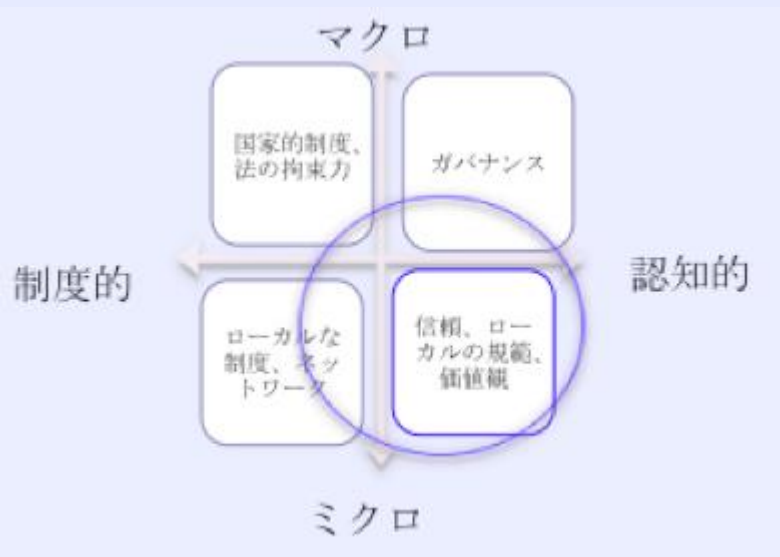 マクロ
国家的制度、
法の拘束力
ガバナンス
制度的
認知的
ローカルな
制度、ネッ
トワーク
信頼、ロー
カルの規範、
価値観
ミクロ